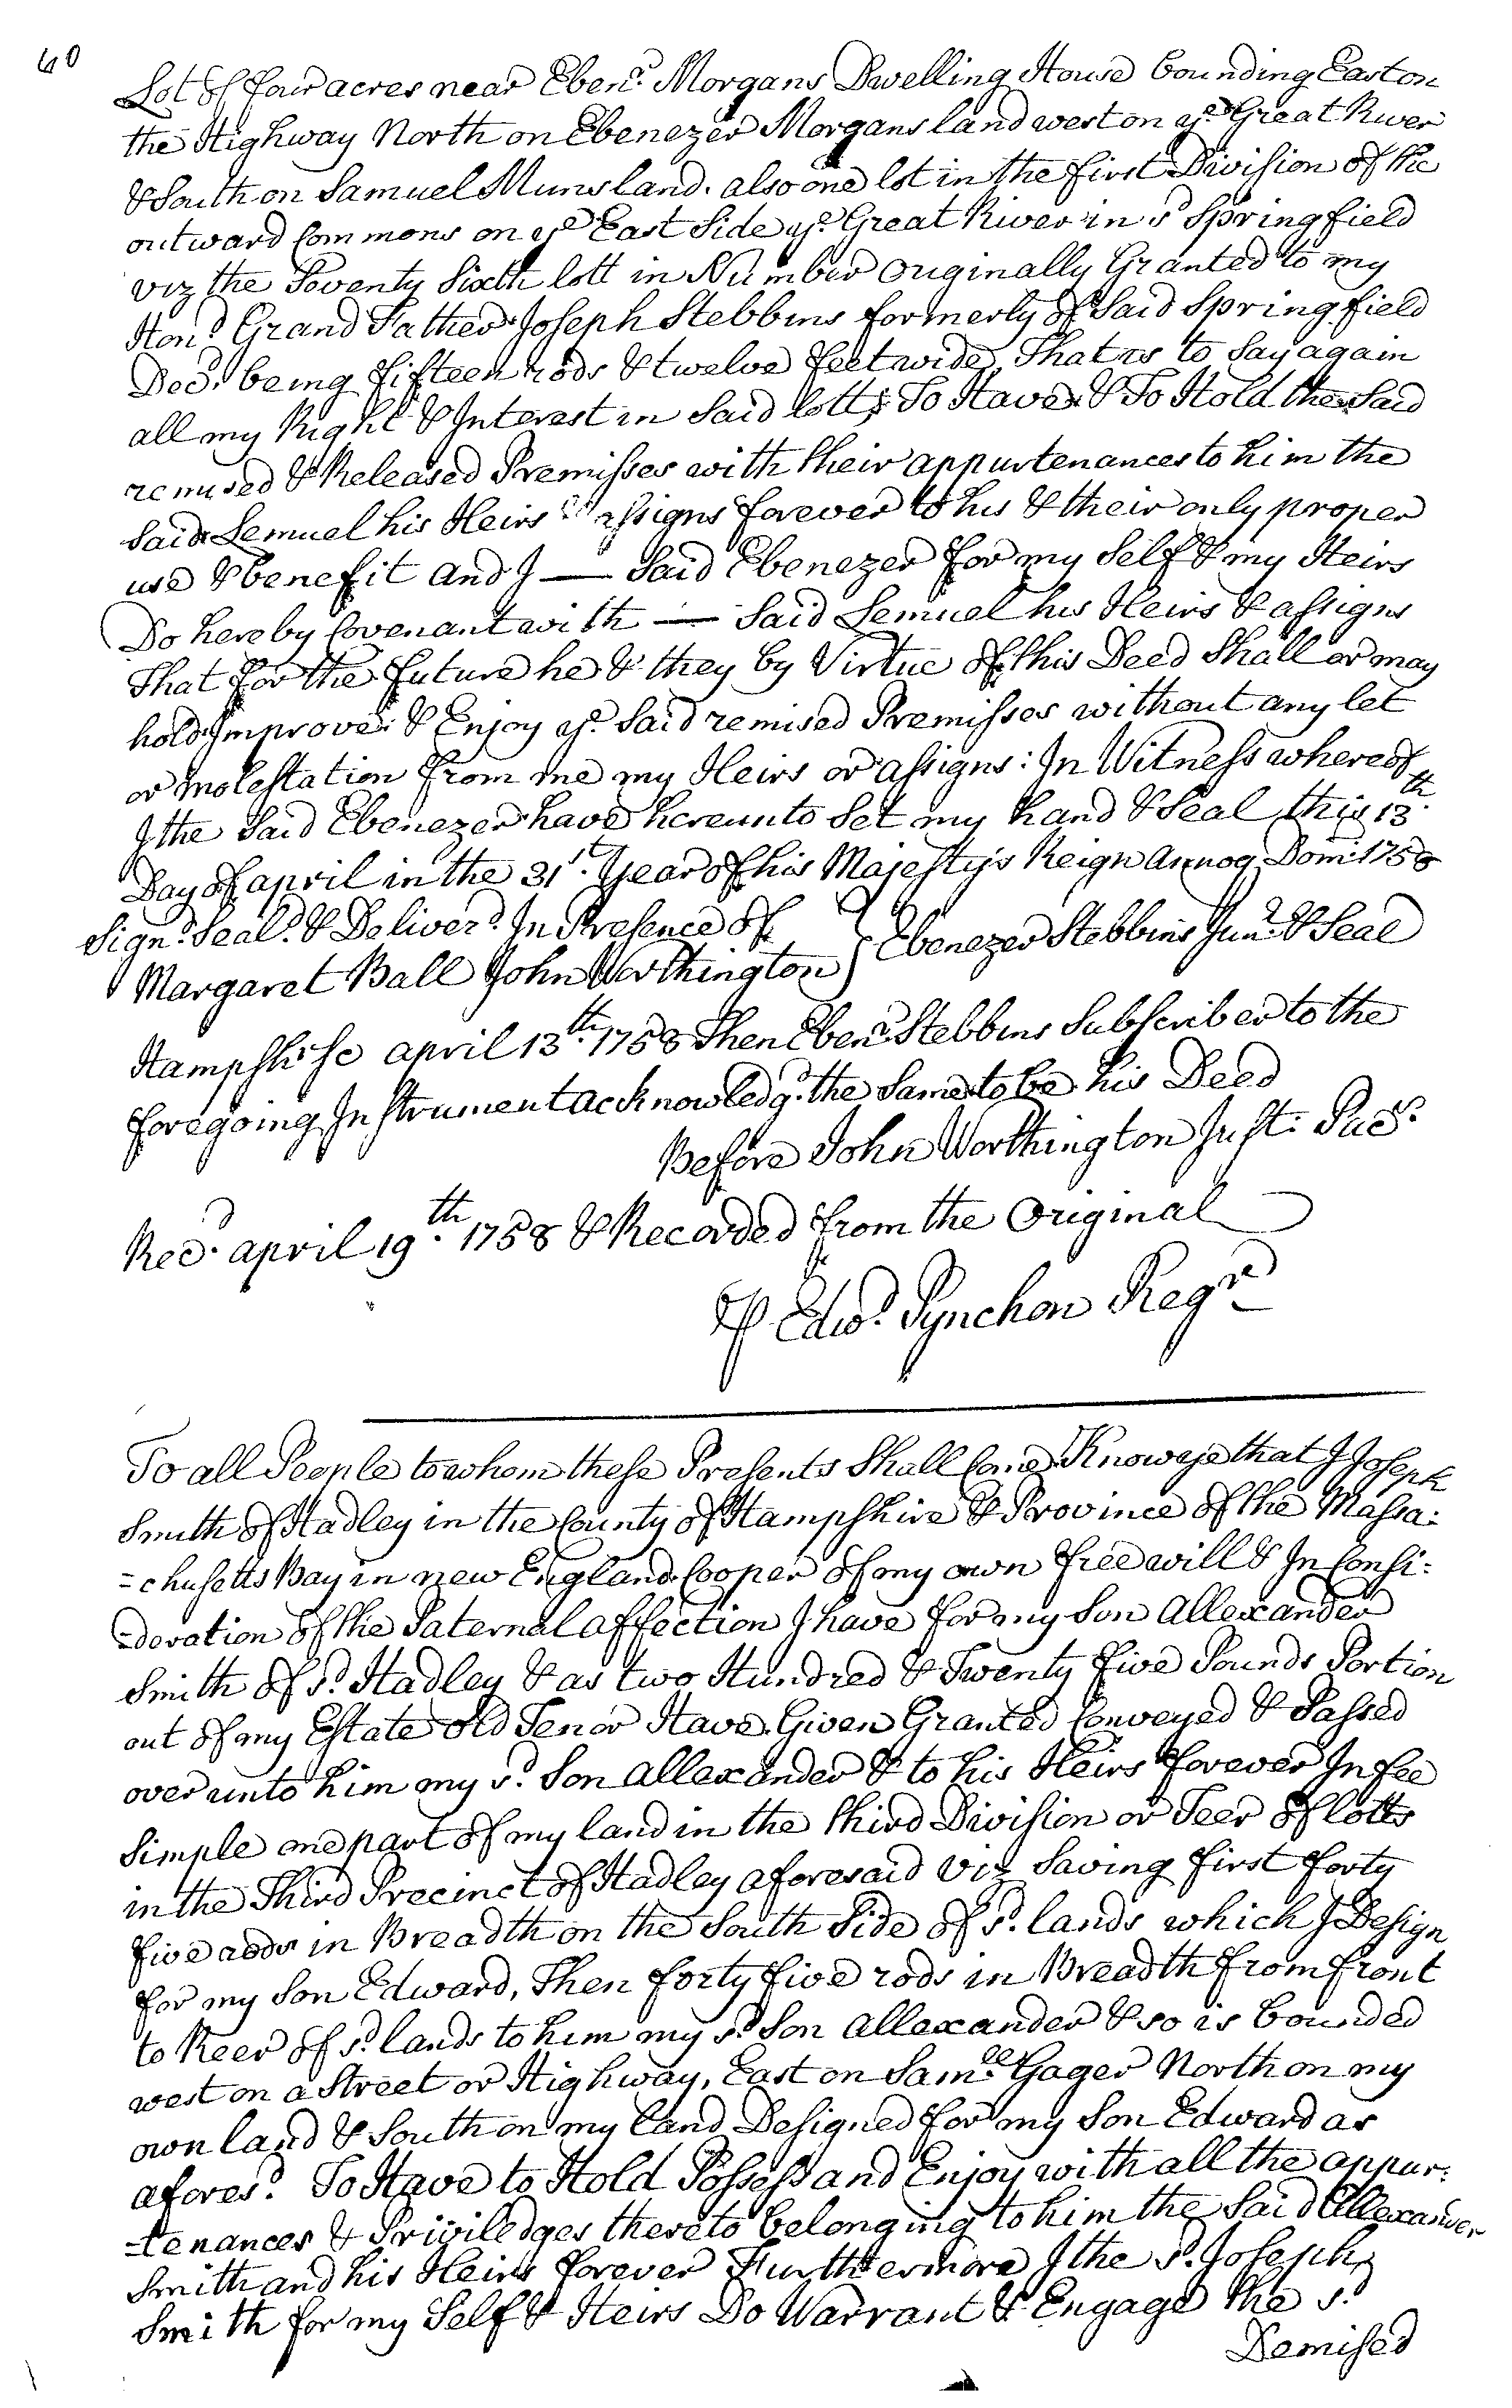 60
Lot of four acres near Ebenr. Morgans Dwelling House bounding East on
the Highway North on Ebenezer Morgans land west on ye. Great River
& South on Samuel Muns land. also one lot in the first Division of the
outward Commons on ye East Side ye. Great River in sd Springfield
viz the Seventy Sixth lott in Number originally Granted to my
Hond. Grand Father Joseph Stebbins formerly of Said Springfield
Decd. being fifteen rods & twelve feet wide, That is to Say again
all my Right & Interest in Said lotts To Have & To Hold the Said
remised & Released Premisses with their appurtenances to him the
Said Lemuel his Heirs & assigns forever to his & their only proper
use & benefit and I — Said Ebenezer for my Self & my Heirs
Do hereby Covenant with — Said Lemuel his Heirs & assigns
That for the future he & they by Virtue of this Deed Shall or may
hold Improve & Enjoy ye. Said remised Premisses without any let
or Molestation from me my Heirs or assigns: In Witness whereof
I the Said Ebenezer have hereunto Set my hand & Seal this 13th.
Day of april in the 31st. Year of his Majestys Reign Annoq Dom: 1758
Signd. Seald. & Deliverd. In Presence of
Margaret Ball John Worthington } Ebenezer Stebbins Junr. & Seal
Hampshire april 13th. 1758 Then Ebenr. Stebbins Subscriber to the
foregoing Instrument acknowledgd. the Same to be his Deed
Before John Worthington Just: Pacs.
Recd. april 19th. 1758 & Recorded from the Original
P Edwd. Pynchon Regr
To all People to whom these Presents Shall Come Know ye that I Joseph
Smith of Hadley in the County of Hampshire & Province of the Massa:
=chusetts Bay in new England Cooper of my own free will & In Consi:
=deration of the Paternal affection I have for my Son Allexander
Smith of sd. Hadley & as two Hundred & Twenty five Pounds Portion
out of my Estate old Tenor Have Given Granted Conveyed & Passed
over unto him my sd. Son Allexander & to his Heirs forever In fee
Simple one part of my land in the third Division or Teer of lotts
in the Third Precinct of Hadley aforesaid viz Saving first forty
five rods in Breadth on the South Side of sd. lands which I Design
for my Son Edward, Then forty five rods in Breadth from front
to Reer of sd. lands to him my sd. Son Allexander & so is bounded
west on a Street or Highway, East on Samll. Gager North on my
own land & South on my land Designed for my Son Edward as
aforesd. To Have to Hold Possess and Enjoy with all the appur:
=tenances & Priviledges thereto belonging to him the Said Allexander
Smith and his Heirs forever Furthermore I the sd. Joseph
Smith for my Self & Heirs Do Warrant & Engage the sd.
Demised